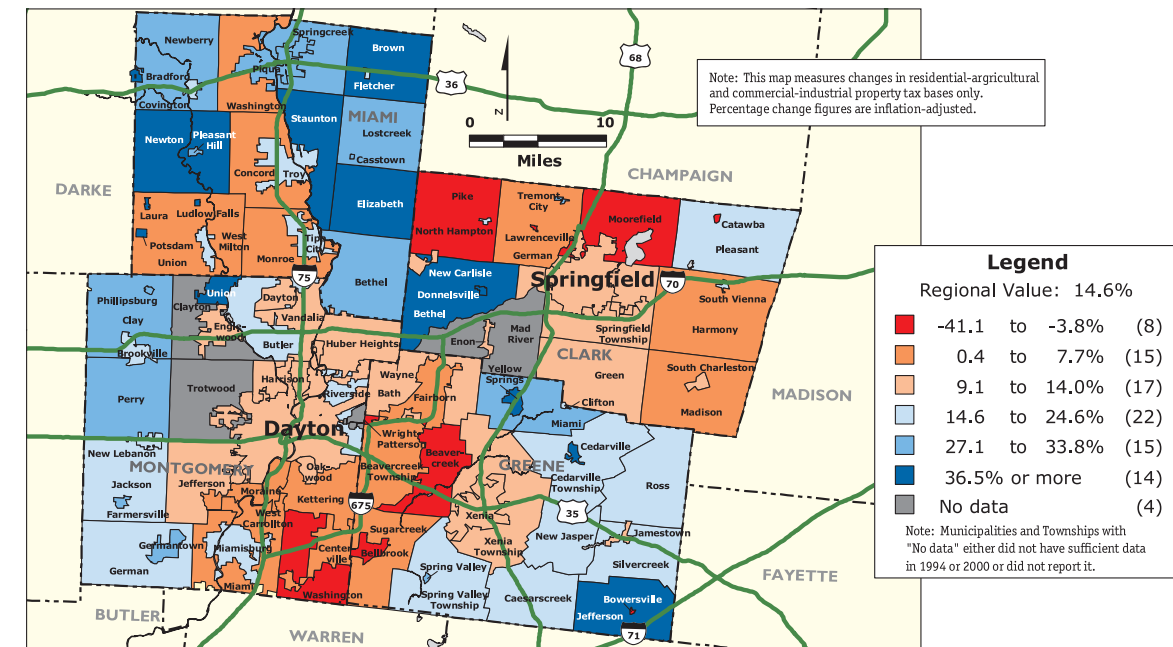 Newberry
Springcreek
Brown
Piqua
Bradford
Fletcher
Covington
Washington
Staunton
MIAMI
Lostcreek
Newton
Pleasant
Hill
Casstown
Concord
Troy
DARKE
Elizabeth
Laura
Ludlow Falls
Potsdam
West
Milton
Tipp
City
Union
Monroe
Bethel
36
68
N
0
10
Miles
Note: This map measures changes in residential-argricultural
and commercial-industrial property tax bases only.
Percentage change figures are inflation-adjusted.
CHAMPAIGN
Pike
Tremont
City
Moorefield
North Hampton
Lawrenceville
German
Catawba
Pleasant
New Carlisle
Donnelsville
Bethel
Springfield
70
75
South Vienna
Phillipsburg
Clay
Clayton
Union
Dayton
Vandalia
Engle-
wood
Butler
Huber Heights
Brookville
Enon
Mad
River
Springfield
Township
Harmony
CLARK
Yellow
Springs
Green
South Charleston
Madison
MADISON
Clifton
Miami
Trotwood
Harrison
Wayne
Bath
Fairborn
Riverside
Perry
Dayton
Wright-
Patterson
Beaver-
creek
Beavercreek
Township
GREENE
Cedarville
Cedarville
Township
Ross
New Lebanon
MONTGOMERY
Jackson
Jefferson
Oak-
wood
Farmersville
Moraine
Kettering
675
West
Carrollton
Sugarcreek
Xenia
Xenia
Township
35
New Jasper
Jamestown
Germantown
Miamisburg
Center
ville
Bellbrook
German
Miami
Washington
Spring Valley
Spring Valley
Township
Caesarscreek
Silvercreek
Bowersville
Jefferson
71
FAYETTE
BUTLER
WARREN
Legend
Regional Value: 14.6%
-41.1 to -3.8% (8)
0.4 to 7.7% (15)
9.1 to 14.0% (17)
14.6 to 24.6% (22)
27.1 to 33.8% (15)
36.5% or more (14)
No data (4)
Note: Municipalities and Townships with
"No data" either did not have sufficient data
in 1994 or 2000 or did not report it.